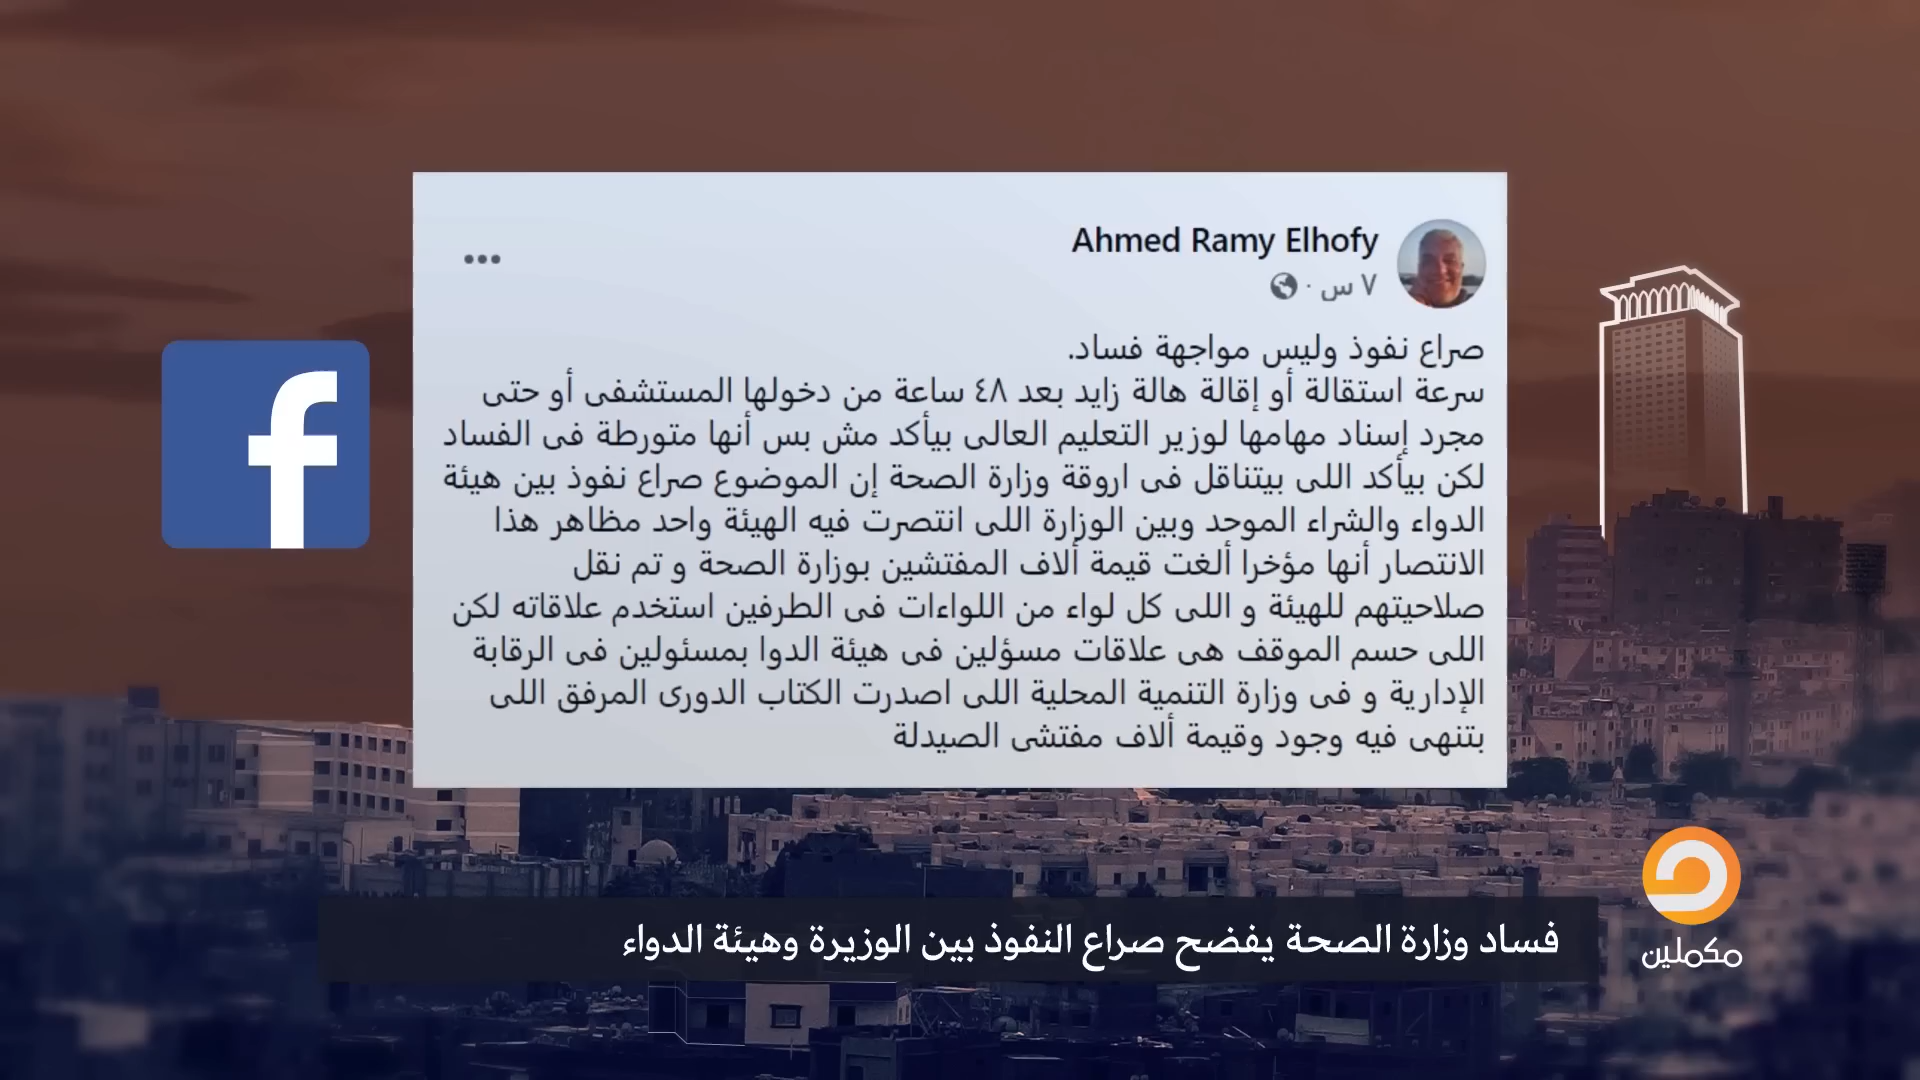 Ahmed Ramy Elhofy
٧ س ·
صراع نفوذ وليس مواجهة فساد.
سرعة استقالة أو إقالة هالة زايد بعد ٤٨ ساعة من دخولها المستشفى أو حتى
مجرد إسناد مهامها لوزير التعليم العالى بيأكد مش بس أنها متورطة فى الفساد
لكن بيأكد اللى بيتناقل فى اروقة وزارة الصحة إن الموضوع صراع نفوذ بين هيئة
الدواء والشراء الموحد وبين الوزارة اللى انتصرت فيه الهيئة واحد مظاهر هذا
الانتصار أنها مؤخرا ألغت قيمة ألاف المفتشين بوزارة الصحة و تم نقل
صلاحيتهم للهيئة و اللى كل لواء من اللواءات فى الطرفين استخدم علاقاته لكن
اللى حسم الموقف هى علاقات مسؤلين فى هيئة الدوا بمسئولين فى الرقابة
الإدارية و فى وزارة التنمية المحلية اللى اصدرت الكتاب الدورى المرفق اللى
بتنهى فيه وجود وقيمة ألاف مفتشى الصيدلة
فساد وزارة الصحة يفضح صراع النفوذ بين الوزيرة وهيئة الدواء
مكملين